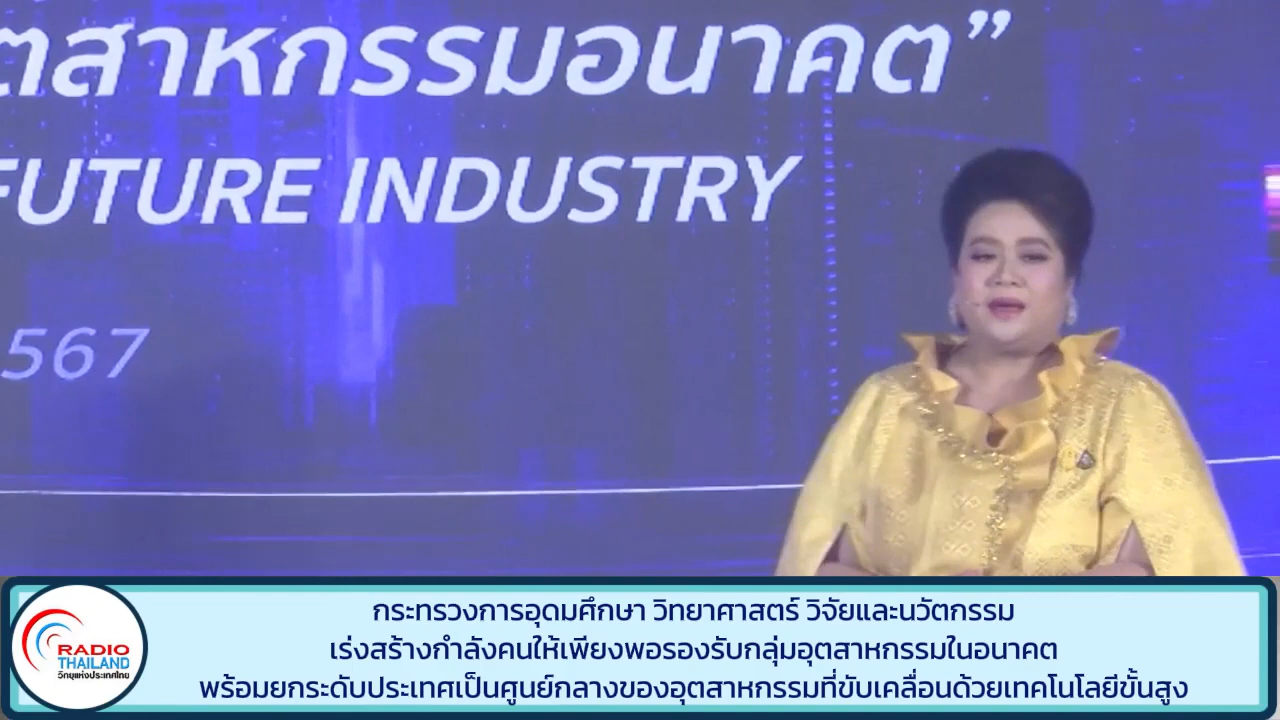 ตสาหกรรมอนาคต”
FUTURE INDUSTRY
567
RADIO
THAILAND
วิทยุแห่งประเทศไทย
กระทรวงการอุดมศึกษา วิทยาศาสตร์ วิจัยและนวัตกรรม
เร่งสร้างกำลังคนให้เพียงพอรองรับกลุ่มอุตสาหกรรมในอนาคต
พร้อมยกระดับประเทศเป็นศูนย์กลางของอุตสาหกรรมที่ขับเคลื่อนด้วยเทคโนโลยีขั้นสูง